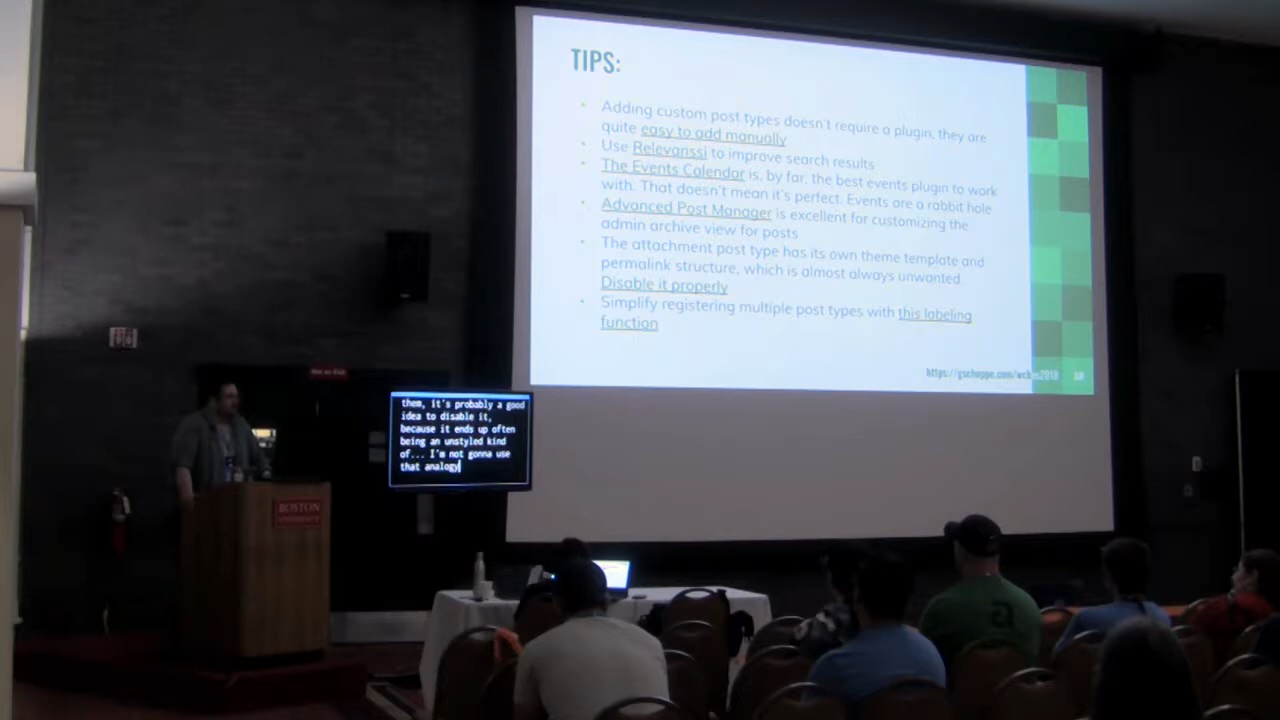 TIPS:
Adding custom post types doesn't require a plugin, they are
quite easy to add manually
Use Relevanssi to improve search results
The Events Calendar is, by far, the best events plugin to work
with. That doesn't mean it's perfect. Events are a rabbit hole
Advanced Post Manager is excellent for customizing the
admin archive view for posts
The attachment post type has its own theme template and
permalink structure, which is almost always unwanted.
Disable it properly
Simplify registering multiple post types with this labeling
function
them, it's probably a good
idea to disable it,
because it ends up often
being an unstyled kind
of... I'm not gonna use
that analogy
BOSTON
UNIVERSITY